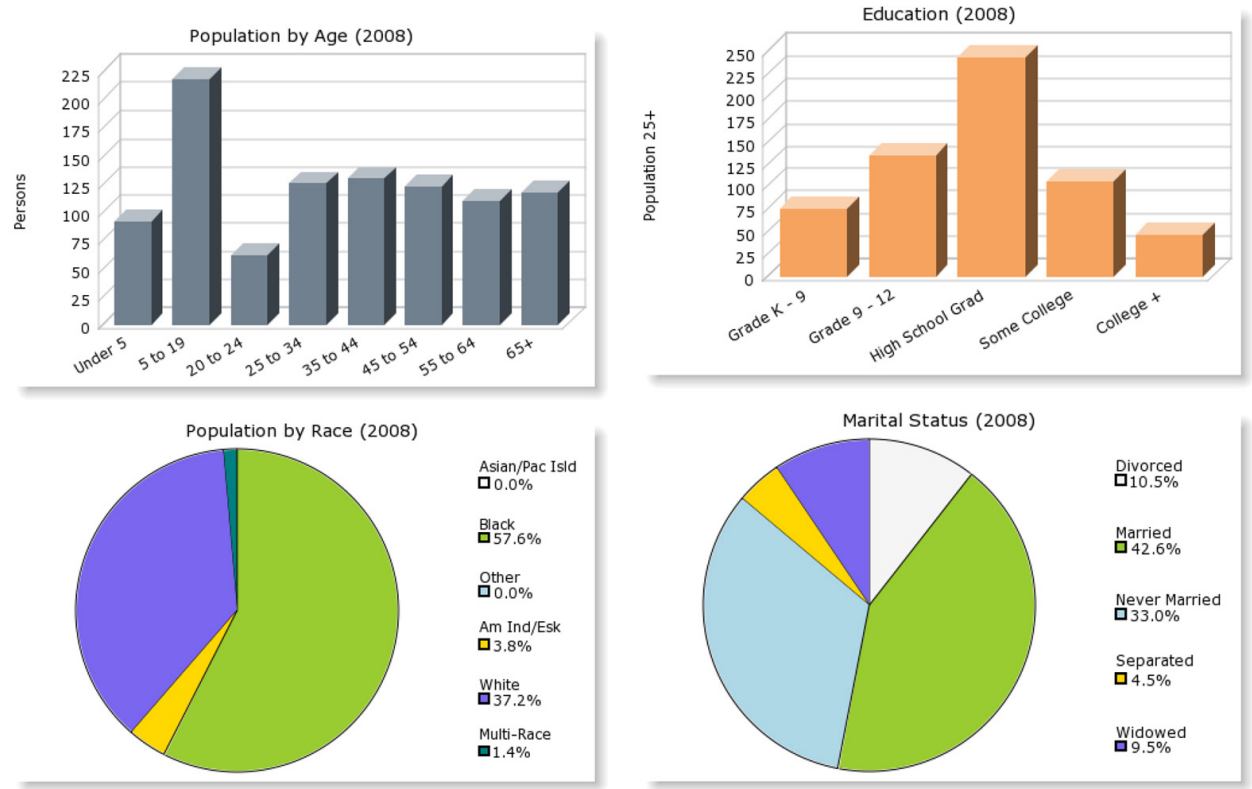 Population by Age (2008)
Persons
225
200
175
150
125
100
75
50
25
0
Under 5
5 to 19
20 to 24
25 to 34
35 to 44
45 to 54
55 to 64
65+
Education (2008)
Population 25+
250
225
200
175
150
125
100
75
50
25
0
Grade K - 9
Grade 9 - 12
High School Grad
Some College
College +
Population by Race (2008)
Asian/Pac Isld
0.0%
Black
57.6%
Other
0.0%
Am Ind/Esk
3.8%
White
37.2%
Multi-Race
1.4%
Marital Status (2008)
Divorced
10.5%
Married
42.6%
Never Married
33.0%
Separated
4.5%
Widowed
9.5%